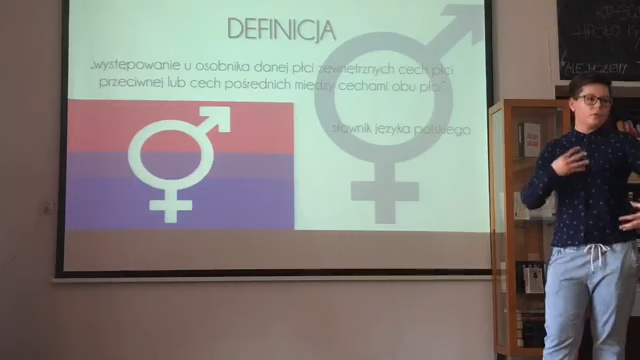 DEFINICJA
„występowanie u osobnika danej płci zewnętrznych cech płci
przeciwnej lub cech pośrednich między cechami obu płci”
słownik języka polskiego